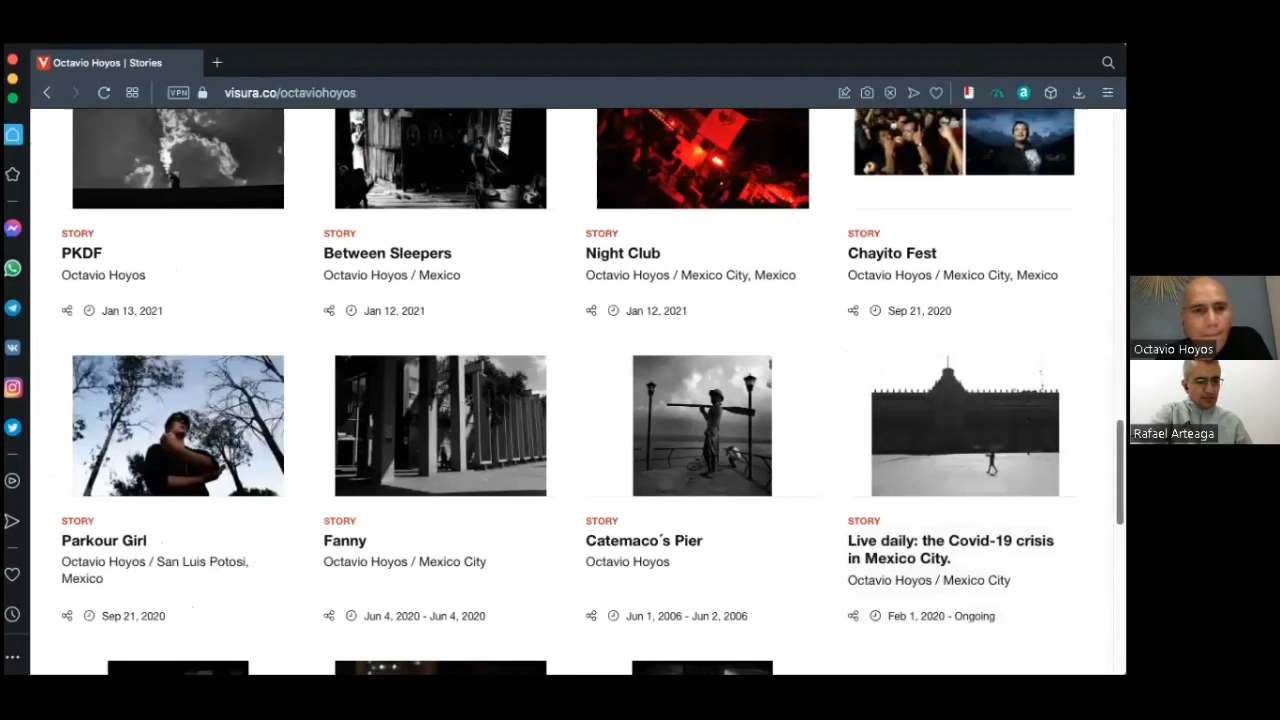 Octavio Hoyos | Stories
VPN
visura.co/octaviohoyos
a
STORY
PKDF
Octavio Hoyos
Jan 13, 2021
STORY
Between Sleepers
Octavio Hoyos / Mexico
Jan 12, 2021
STORY
Night Club
Octavio Hoyos / Mexico City, Mexico
Jan 12, 2021
STORY
Chayito Fest
Octavio Hoyos / Mexico City, Mexico
Sep 21, 2020
STORY
Parkour Girl
Octavio Hoyos / San Luis Potosi,
Mexico
Sep 21, 2020
STORY
Fanny
Octavio Hoyos / Mexico City
Jun 4, 2020 - Jun 4, 2020
STORY
Catemaco´s Pier
Octavio Hoyos
Jun 1, 2006 - Jun 2, 2006
STORY
Live daily: the Covid-19 crisis
in Mexico City.
Octavio Hoyos / Mexico City
Feb 1, 2020 - Ongoing
Octavio Hoyos
Rafael Arteaga